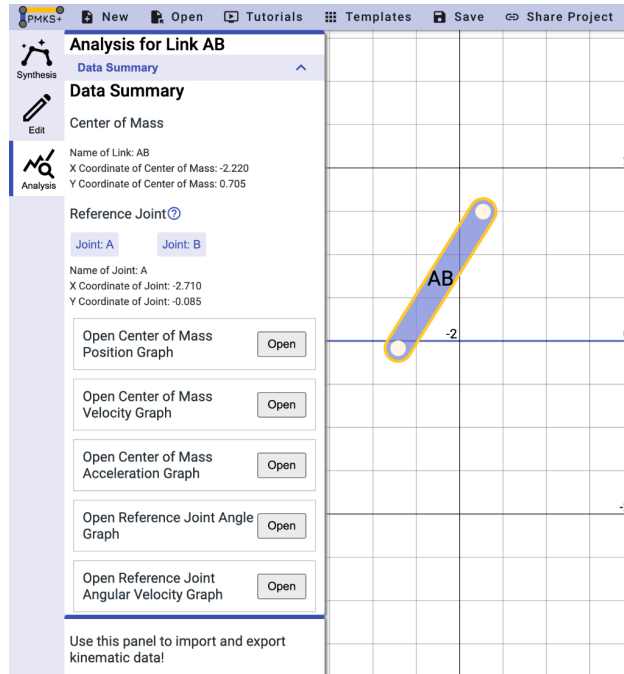 PMKS+ New Open Tutorials Templates Save Share Project
Synthesis
Edit
Analysis
Analysis for Link AB
Data Summary
Data Summary
Center of Mass
Name of Link: AB
X Coordinate of Center of Mass: -2.220
Y Coordinate of Center of Mass: 0.705
Reference Joint?
Joint: A Joint: B
Name of Joint: A
X Coordinate of Joint: -2.710
Y Coordinate of Joint: -0.085
Open Center of Mass
Position Graph
Open
Open Center of Mass
Velocity Graph
Open
Open Center of Mass
Acceleration Graph
Open
Open Reference Joint Angle
Graph
Open
Open Reference Joint
Angular Velocity Graph
Open
Use this panel to import and export
kinematic data!
AB
-2